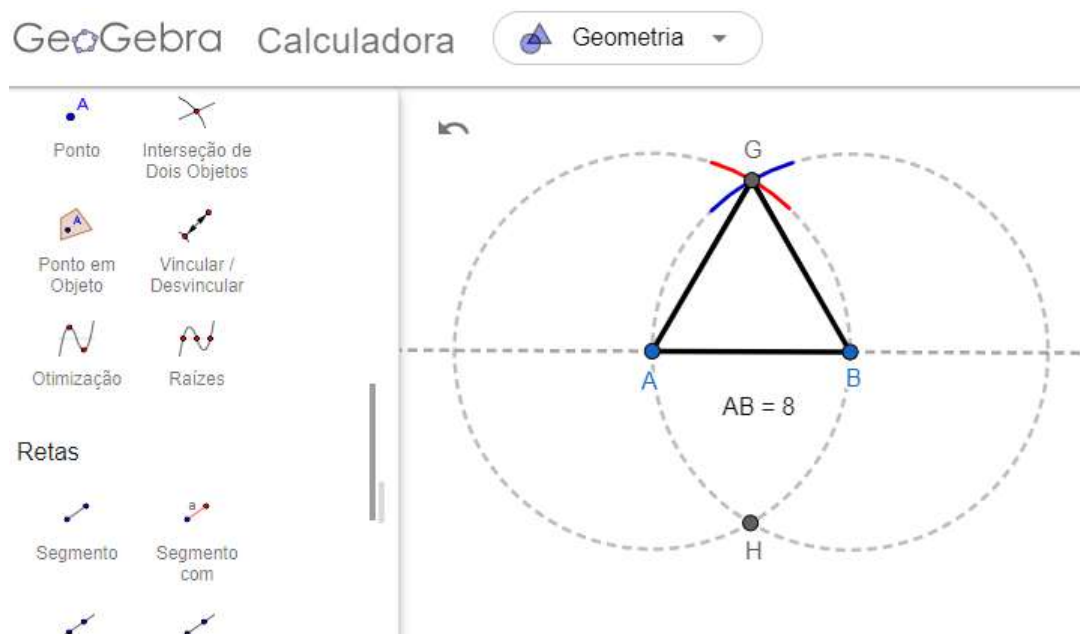 GeoGebra Calculadora Geometria
A
Ponto
Interseção de
Dois Objetos
A
Ponto em
Objeto
Vincular /
Desvincular
Otimização
Raízes
Retas
a
Segmento
Segmento
com
G
A
B
AB = 8
H